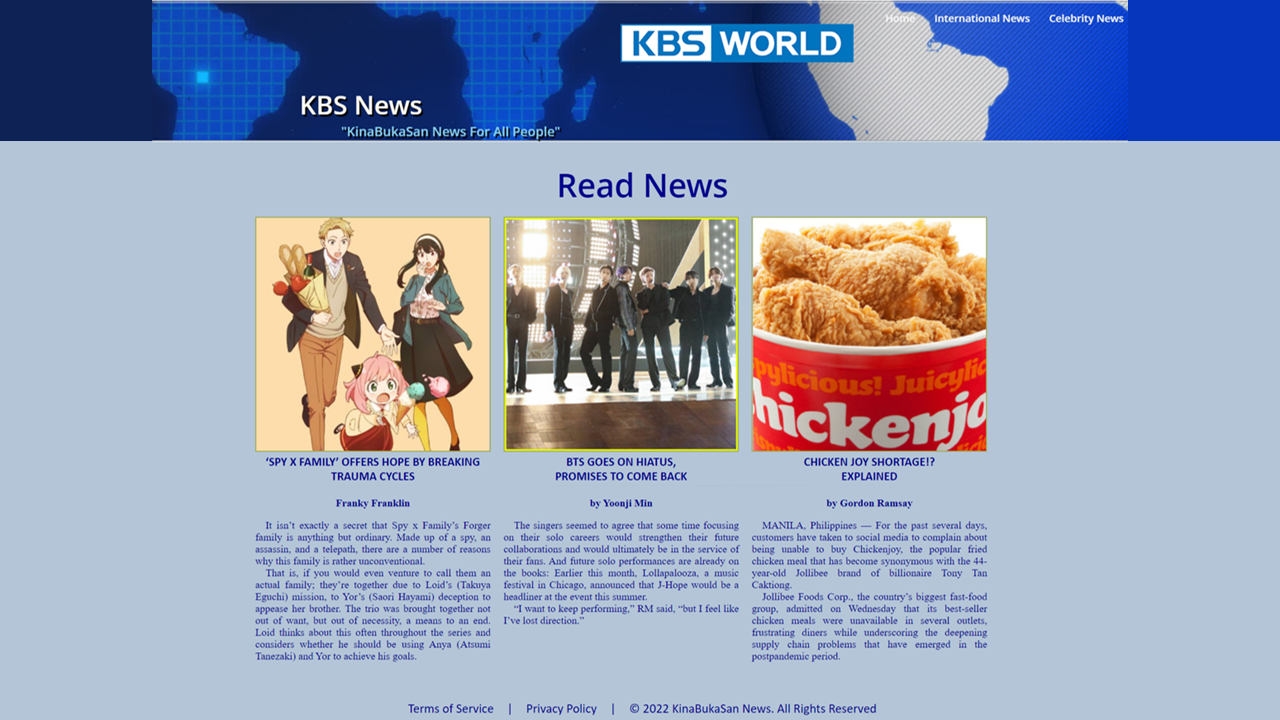 Home International News Celebrity News
KBS WORLD
KBS News
"KinaBukaSan News For All People"
Read News
spylicious! Juicylic
hickenjo
‘SPY X FAMILY’ OFFERS HOPE BY BREAKING
TRAUMA CYCLES
Franky Franklin
It isn’t exactly a secret that Spy x Family’s Forger
family is anything but ordinary. Made up of a spy, an
assassin, and a telepath, there are a number of reasons
why this family is rather unconventional.
That is, if you would even venture to call them an
actual family; they’re together due to Loid’s (Takuya
Eguchi) mission, to Yor’s (Saori Hayami) deception to
appease her brother. The trio was brought together not
out of want, but out of necessity, a means to an end.
Loid thinks about this often throughout the series and
considers whether he should be using Anya (Atsumi
Tanezaki) and Yor to achieve his goals.
BTS GOES ON HIATUS,
PROMISES TO COME BACK
by Yoonji Min
The singers seemed to agree that some time focusing
on their solo careers would strengthen their future
collaborations and would ultimately be in the service of
their fans. And future solo performances are already on
the books: Earlier this month, Lollapalooza, a music
festival in Chicago, announced that J-Hope would be a
headliner at the event this summer.
“I want to keep performing,” RM said, “but I feel like
I’ve lost direction.”
CHICKEN JOY SHORTAGE!?
EXPLAINED
by Gordon Ramsay
MANILA, Philippines — For the past several days,
customers have taken to social media to complain about
being unable to buy Chickenjoy, the popular fried
chicken meal that has become synonymous with the 44-
year-old Jollibee brand of billionaire Tony Tan
Caktiong.
Jollibee Foods Corp., the country’s biggest fast-food
group, admitted on Wednesday that its best-seller
chicken meals were unavailable in several outlets,
frustrating diners while underscoring the deepening
supply chain problems that have emerged in the
postpandemic period.
Terms of Service | Privacy Policy | © 2022 KinaBukaSan News. All Rights Reserved